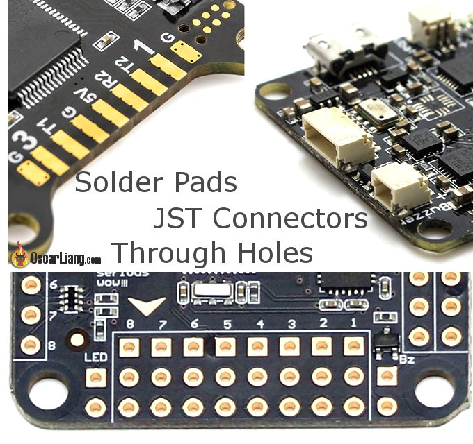 1
T2
R2
5V
G
T1
3
G
Buzzer
Solder Pads
JST Connectors
Through Holes
OscarLiang.com
serious
wow!!!
6
7
8
8 7 6 5 4 3 2 1
LED
Bz